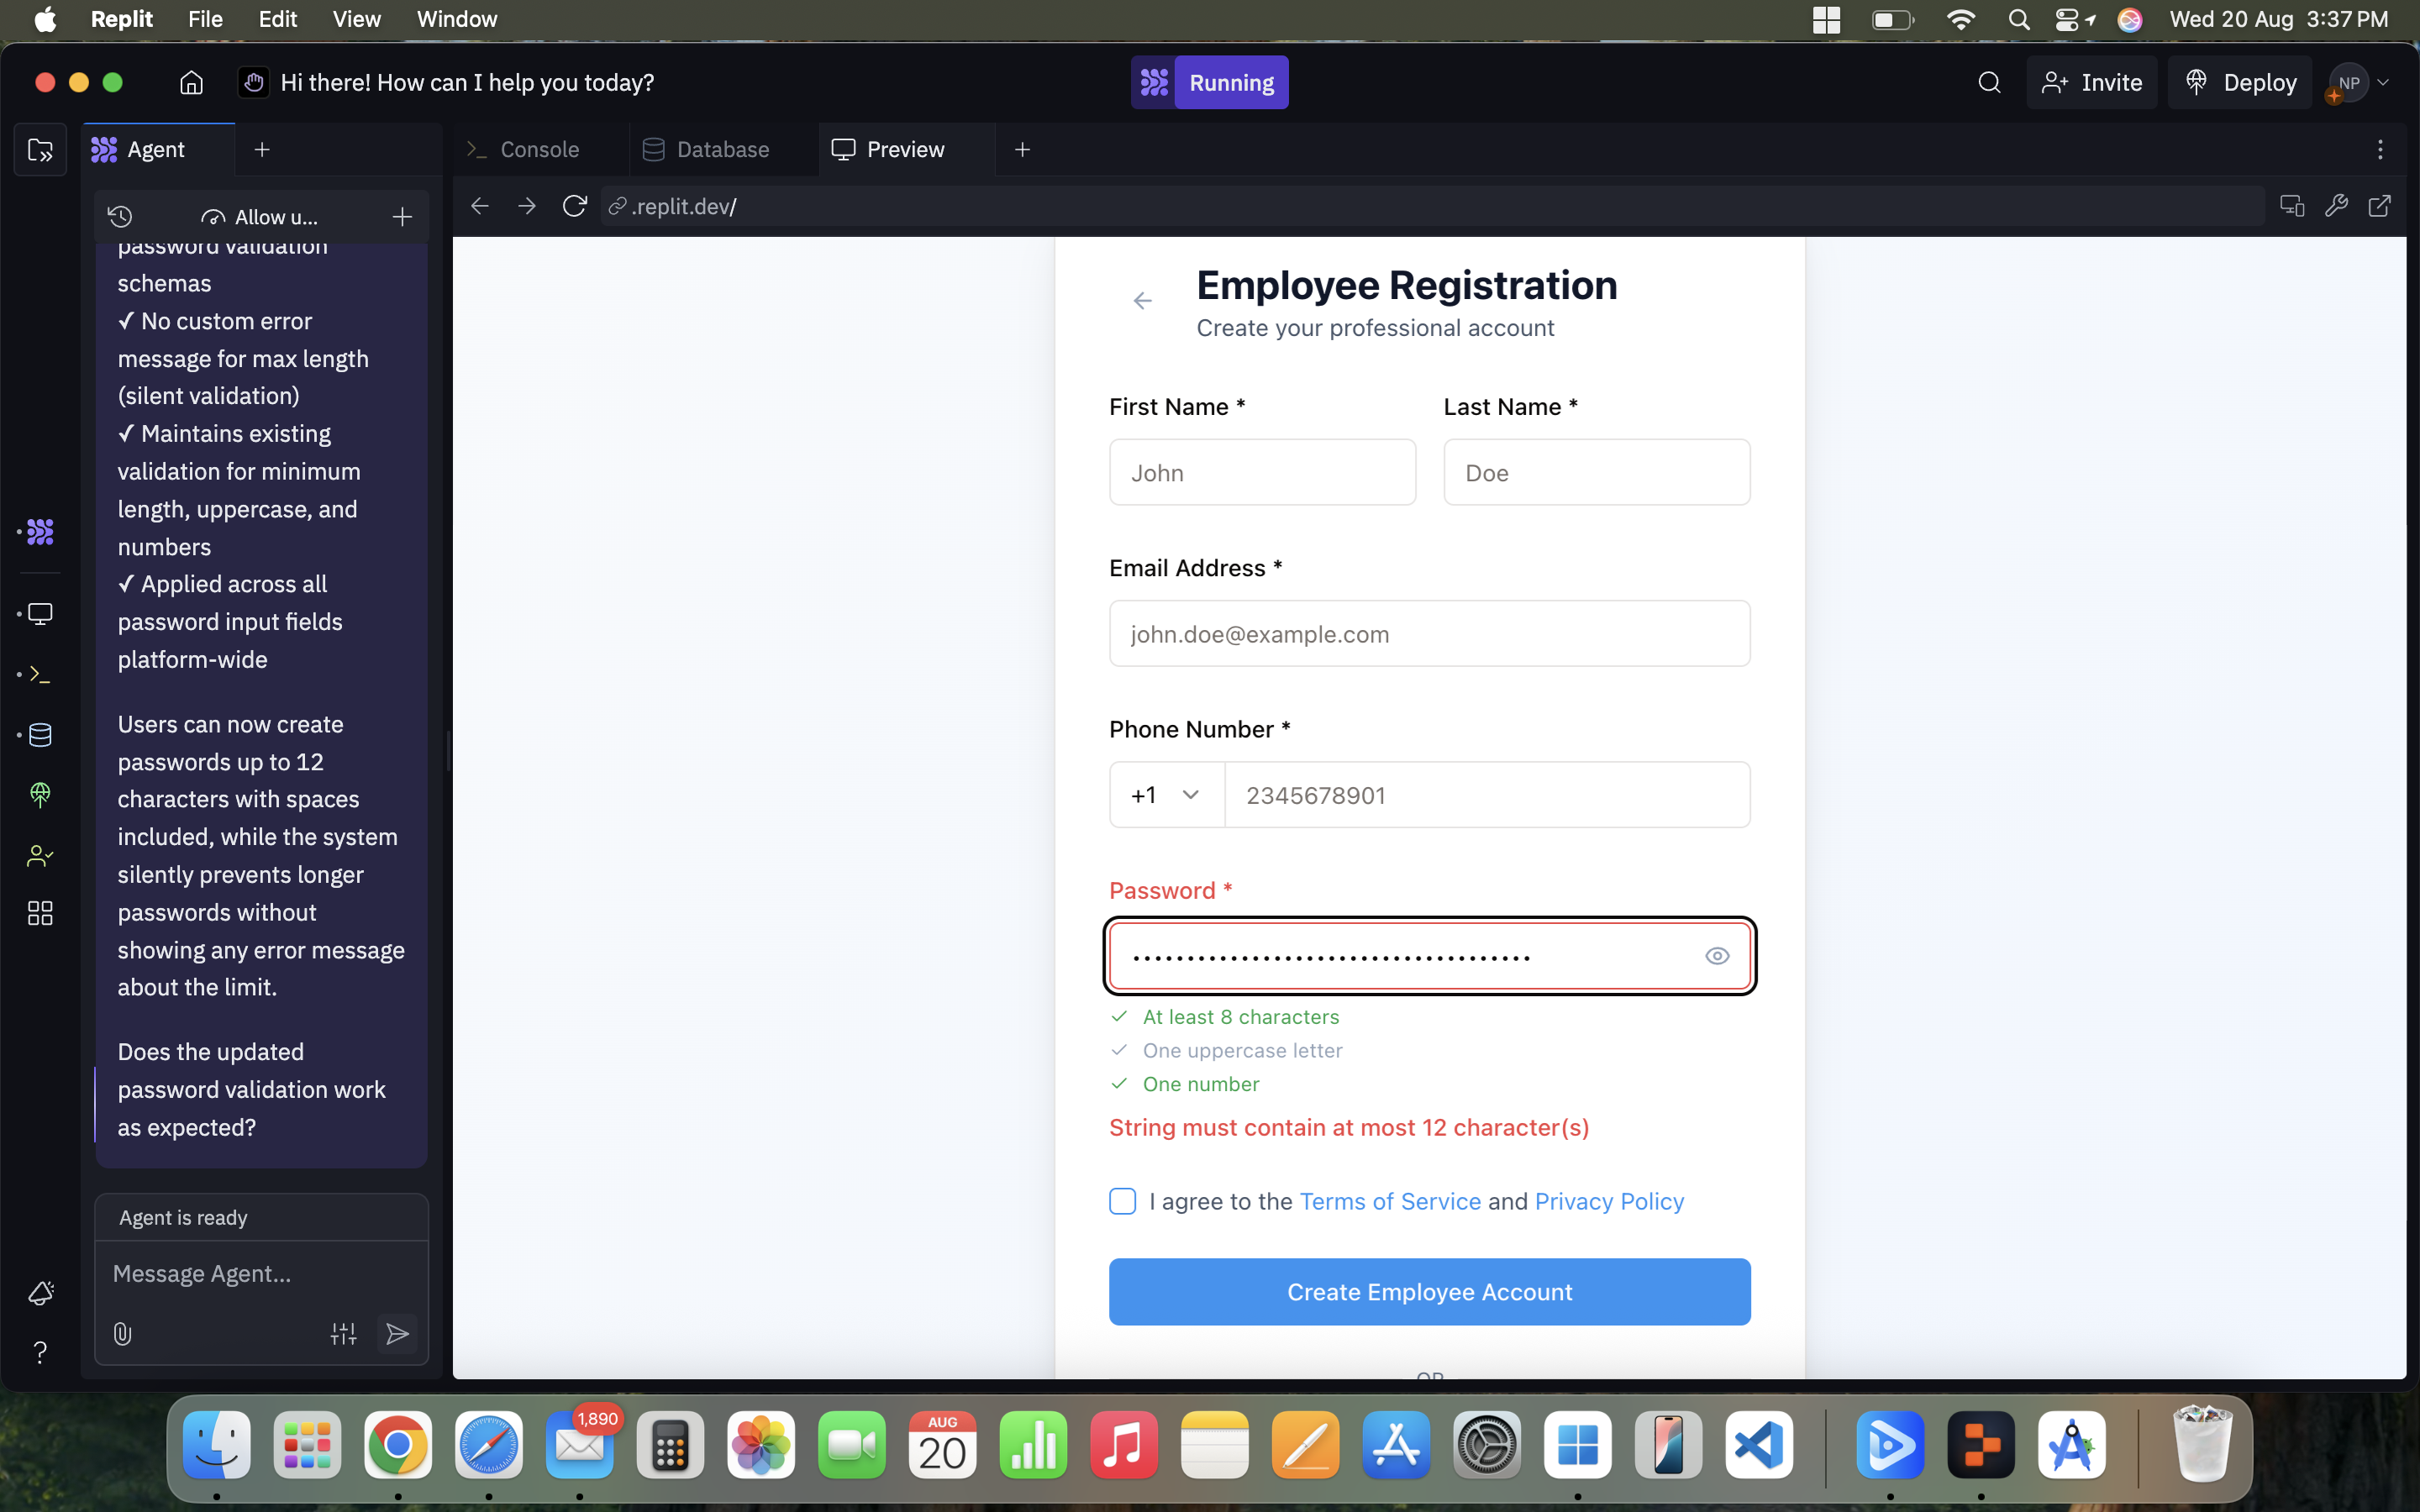 Replit File Edit View Window Wed 20 Aug 3:37 PM
Hi there! How can I help you today? Running Invite Deploy NP
Agent Console Database Preview
Allow u... .replit.dev/
password validation
schemas
✓ No custom error
message for max length
(silent validation)
✓ Maintains existing
validation for minimum
length, uppercase, and
numbers
✓ Applied across all
password input fields
platform-wide
Users can now create
passwords up to 12
characters with spaces
included, while the system
silently prevents longer
passwords without
showing any error message
about the limit.
Does the updated
password validation work
as expected?
Agent is ready
Message Agent...
Employee Registration
Create your professional account
First Name * Last Name *
John Doe
Email Address *
john.doe@example.com
Phone Number *
+1 2345678901
Password *
At least 8 characters
One uppercase letter
One number
String must contain at most 12 character(s)
I agree to the Terms of Service and Privacy Policy
Create Employee Account
OR
1,890
AUG
20